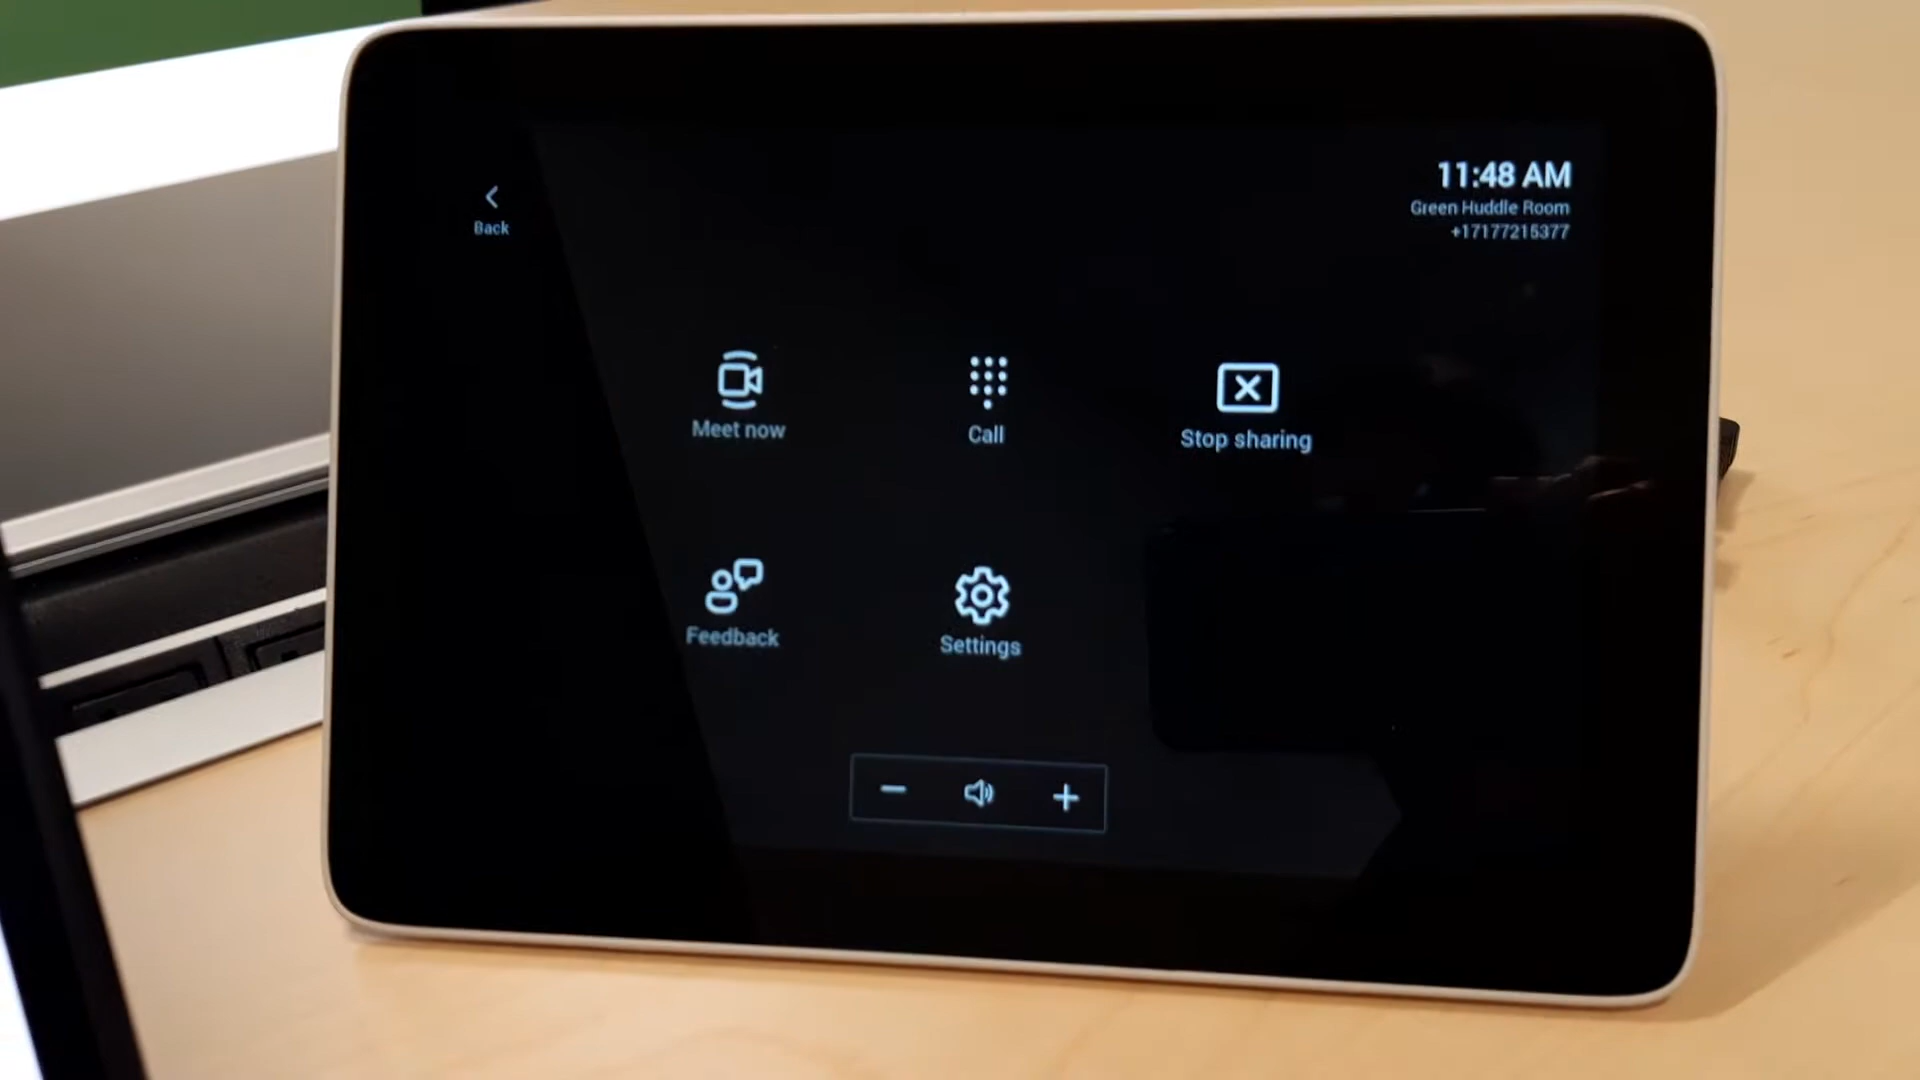 Back
11:48 AM
Green Huddle Room
+17177215377
Meet now
Call
Stop sharing
Feedback
Settings